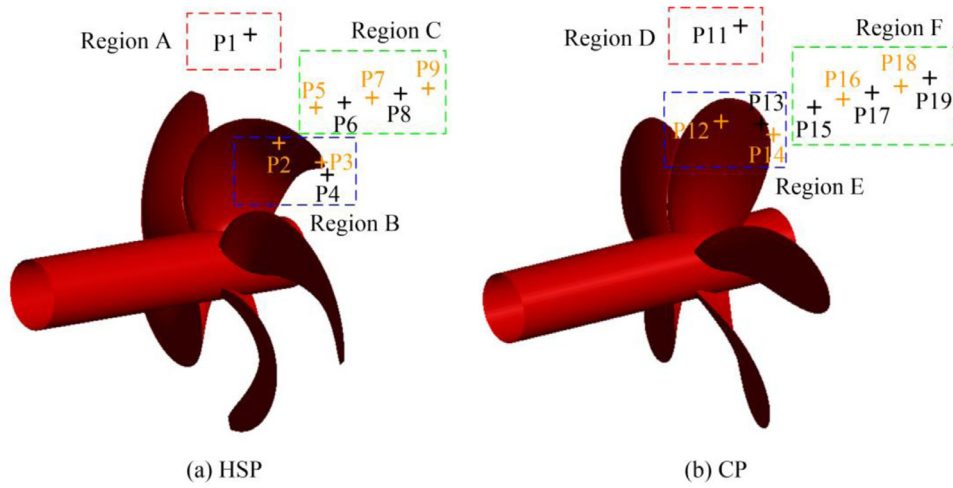 Region A
P1
Region C
P5
P6
P7
P8
P9
P2
P3
P4
Region B
(a) HSP
Region D
P11
Region F
P12
P13
P14
P15
P16
P17
P18
P19
Region E
(b) CP